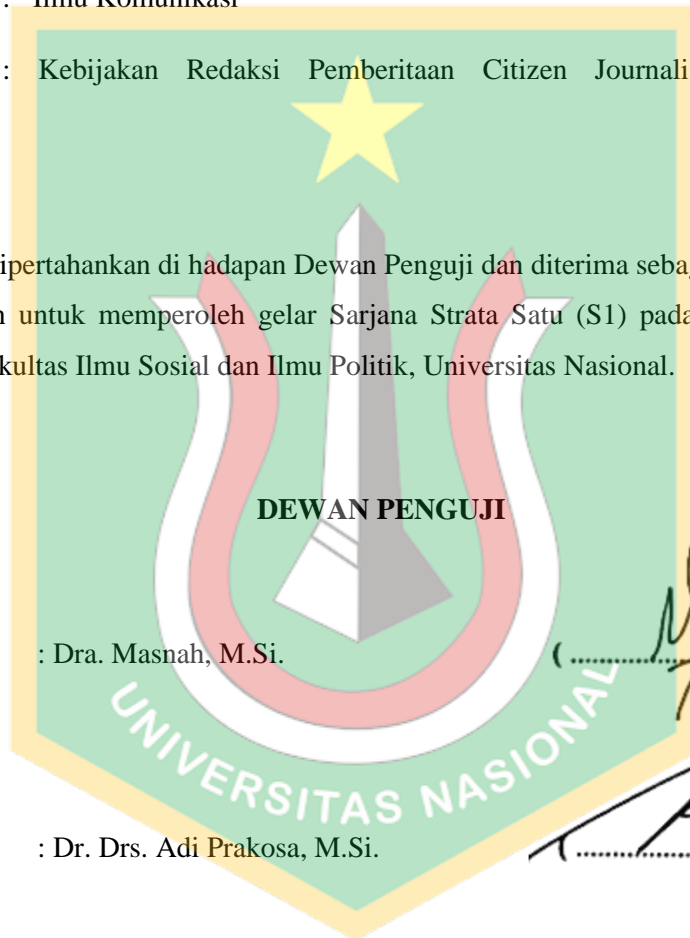 : Ilmu Komunikasi
: Kebijakan Redaksi Pemberitaan Citizen Journali
ipertahankan di hadapan Dewan Penguji dan diterima sebag
untuk memperoleh gelar Sarjana Strata Satu (S1) pada
kultas Ilmu Sosial dan Ilmu Politik, Universitas Nasional.
DEWAN PENGUJI
: Dra. Masnah, M.Si. (..............
: Dr. Drs. Adi Prakosa, M.Si. (..............
UNIVERSITAS NASIONAL